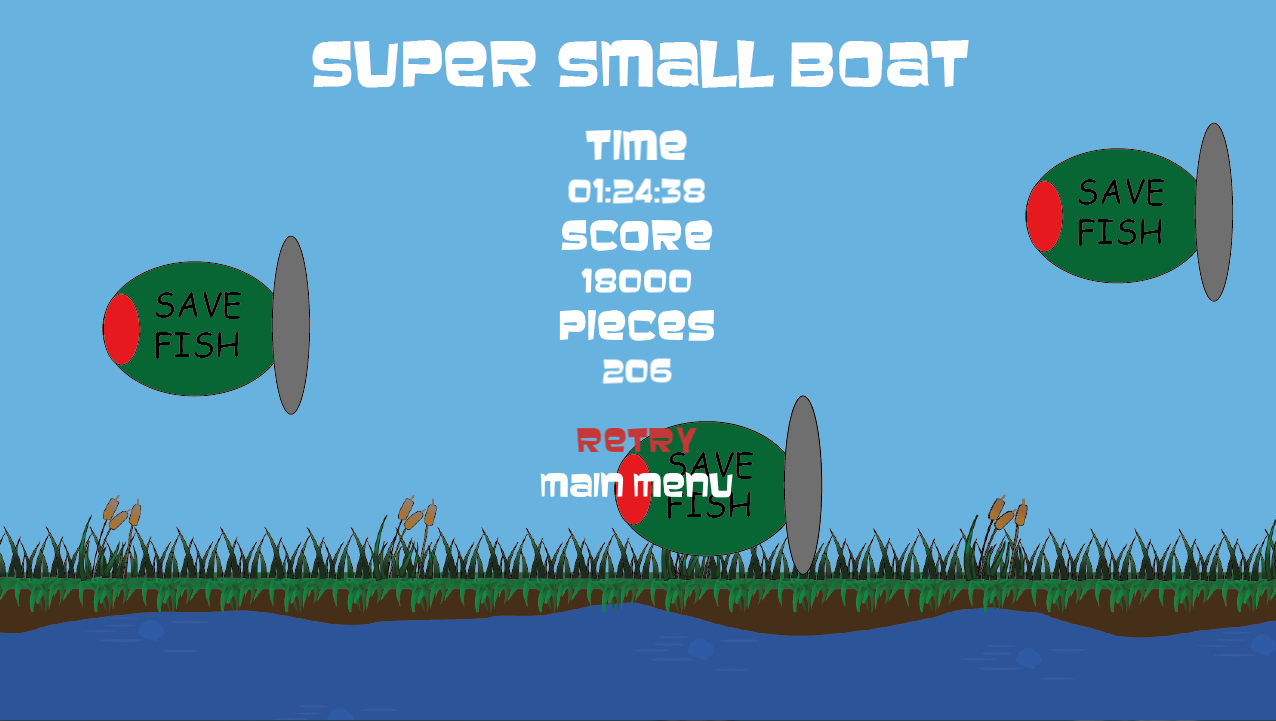 SUPER SMALL BOAT
TIME
01:24:38
SCORE
18000
PIECES
206
RETRY
MAIN MENU
SAVE
FISH
SAVE
FISH
SAVE
FISH